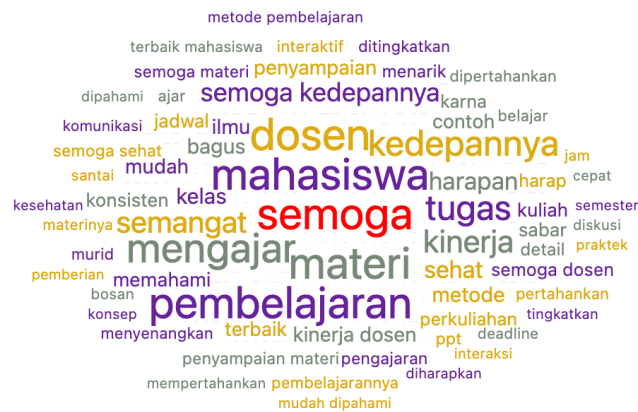 metode pembelajaran
terbaik mahasiswa interaktif ditingkatkan
semoga materi penyampaian menarik dipertahankan
dipahami ajar semoga kedepannya karna
komunikasi jadwal ilmu dosen contoh belajar
semoga sehat bagus kedepannya jam
santai mudah mahasiswa harapan harap cepat
kesehatan konsisten kelas semoga tugas kuliah semester
materinya semangat kinerja sabar diskusi
murid mengajar materi detail praktek
pemberian memahami sehat semoga dosen
bosan pembelajaran metode pertahankan
konsep perkuliahan tingkatkan
menyenangkan terbaik kinerja dosen ppt deadline
penyampaian materi pengajaran interaksi
mempertahankan pembelajarannya diharapkan
mudah dipahami